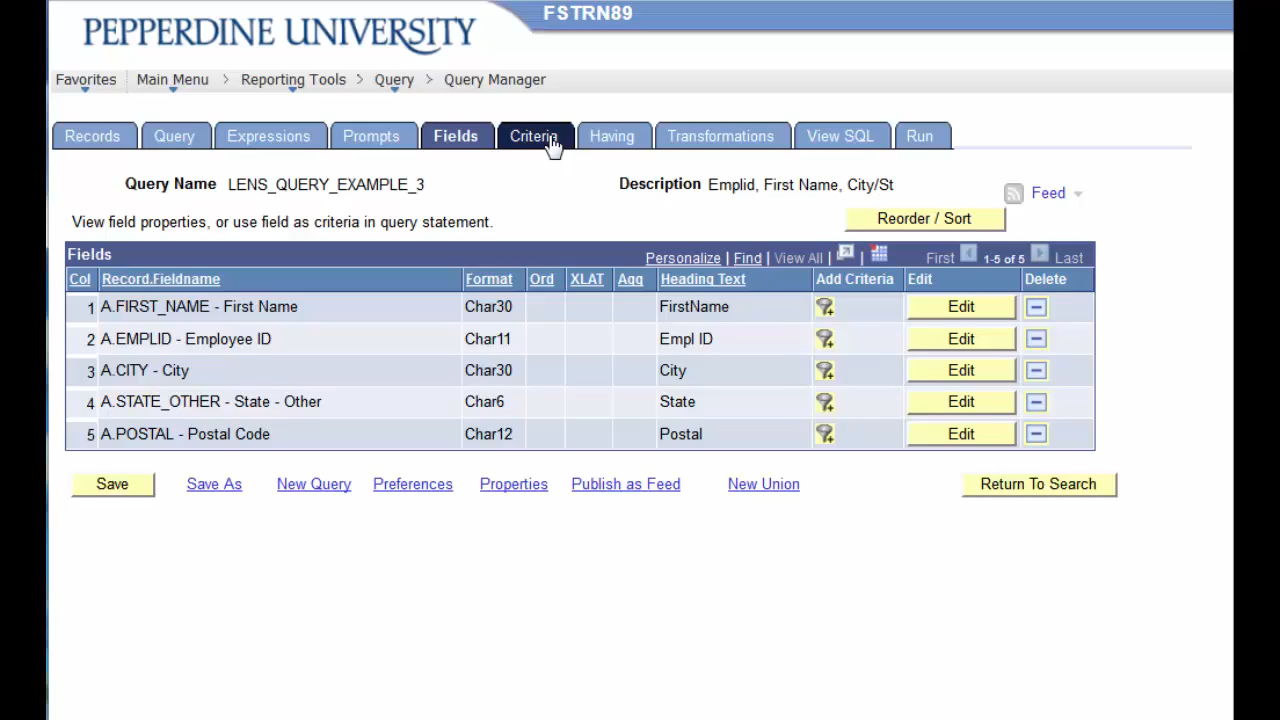 PEPPERDINE UNIVERSITY
FSTRN89
Favorites Main Menu > Reporting Tools > Query > Query Manager
Records Query Expressions Prompts Fields Criteria Having Transformations View SQL Run
Query Name LENS_QUERY_EXAMPLE_3 Description Emplid, First Name, City/St
Feed
View field properties, or use field as criteria in query statement. Reorder / Sort
Fields Personalize | Find | View All | First 1-5 of 5 Last
Col Record.Fieldname Format Ord XLAT Agg Heading Text Add Criteria Edit Delete
1 A.FIRST_NAME - First Name Char30 FirstName Edit
2 A.EMPLID - Employee ID Char11 Empl ID Edit
3 A.CITY - City Char30 City Edit
4 A.STATE_OTHER - State - Other Char6 State Edit
5 A.POSTAL - Postal Code Char12 Postal Edit
Save Save As New Query Preferences Properties Publish as Feed New Union Return To Search